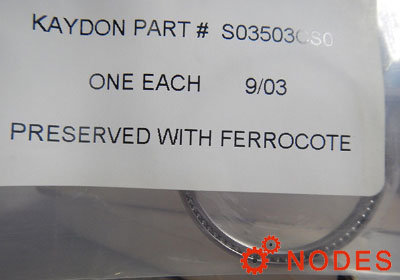 KAYDON PART # S03503CS0
ONE EACH 9/03
PRESERVED WITH FERROCOTE
NODES